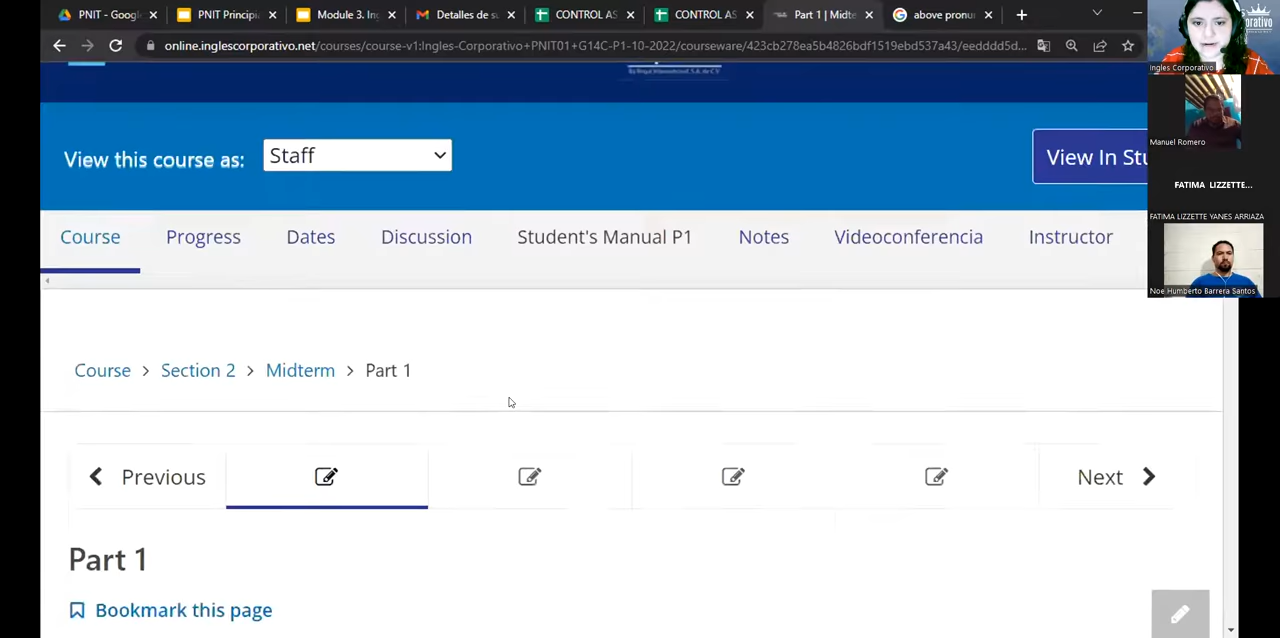 PNIT - Googl
PNIT Principi
Module 3. In
Detalles de su
CONTROL AS
CONTROL AS
Part 1 | Midte
above pronu
online.inglescorporativo.net/courses/course-v1:Ingles-Corporativo+PNIT01+G14C-P1-10-2022/courseware/423cb278ea5b4826bdf1519ebd537a43/eedddd5d...
Ingles Corporativo
Manuel Romero
FATIMA LIZZETTE...
FATIMA LIZZETTE YANES ARRIAZA
Noe Humberto Barrera Santos
View this course as:
Staff
View In Stu
Course
Progress
Dates
Discussion
Student's Manual P1
Notes
Videoconferencia
Instructor
Course > Section 2 > Midterm > Part 1
Previous
Next
Part 1
Bookmark this page